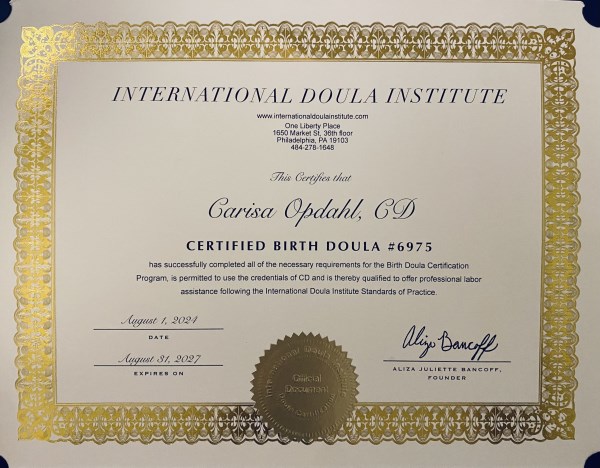 INTERNATIONAL DOULA INSTITUTE
www.internationaldoulainstitute.com
One Liberty Place
1650 Market St, 36th floor
Philadelphia, PA 19103
484-278-1648
This Certifies that
Carisa Opdahl, CD
CERTIFIED BIRTH DOULA #6975
has successfully completed all of the necessary requirements for the Birth Doula Certification
Program, is permitted to use the credentials of CD and is thereby qualified to offer professional labor
assistance following the International Doula Institute Standards of Practice.
August 1, 2024
DATE
August 31, 2027
EXPIRES ON
Official
Document
Aliza Bancoff
ALIZA JULIETTE BANCOFF,
FOUNDER